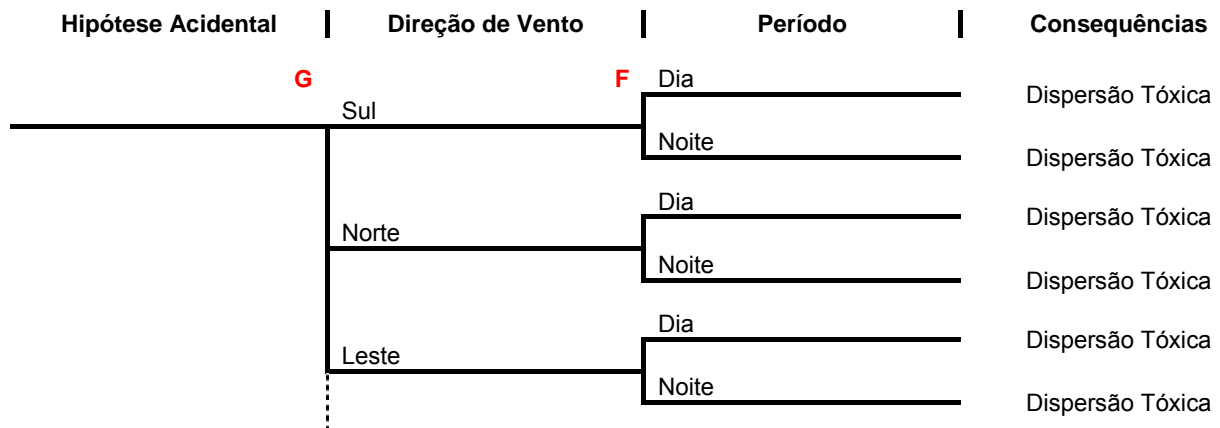 Hipótese Acidental Direção de Vento Período Consequências
G F Dia
Sul Dispersão Tóxica
Noite
Dispersão Tóxica
Dia
Norte Dispersão Tóxica
Noite
Dispersão Tóxica
Dia
Leste Dispersão Tóxica
Noite
Dispersão Tóxica